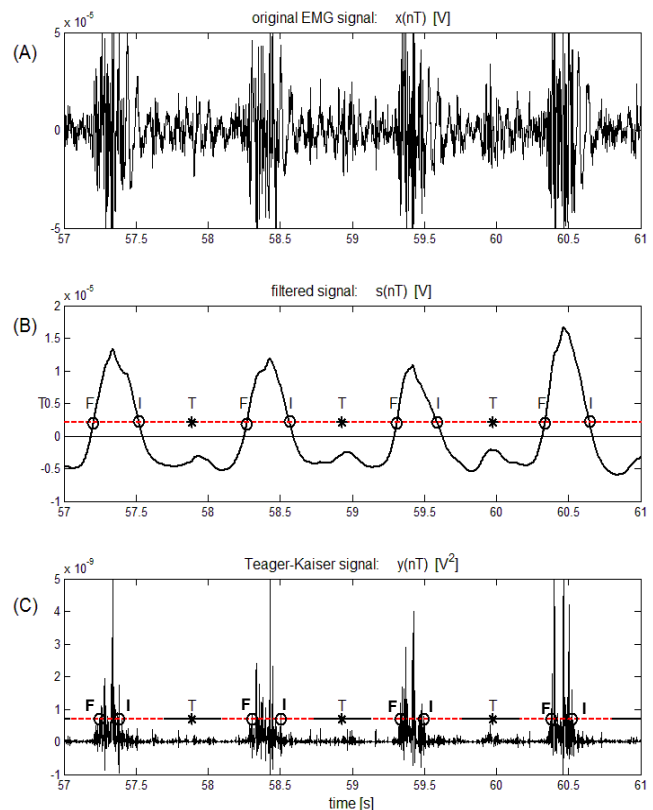 original EMG signal: x(nT) [V]
(A)
x 10^-5
5
0
-5
57 57.5 58 58.5 59 59.5 60 60.5 61
filtered signal: s(nT) [V]
(B)
x 10^-5
2
1.5
1
T0.5 F I T F I T F I T F I
0
-0.5
-1
57 57.5 58 58.5 59 59.5 60 60.5 61
Teager-Kaiser signal: y(nT) [V^2]
(C)
x 10^-9
5
4
3
2
1 F I T F I T F I T F I
0
-1
57 57.5 58 58.5 59 59.5 60 60.5 61
time [s]